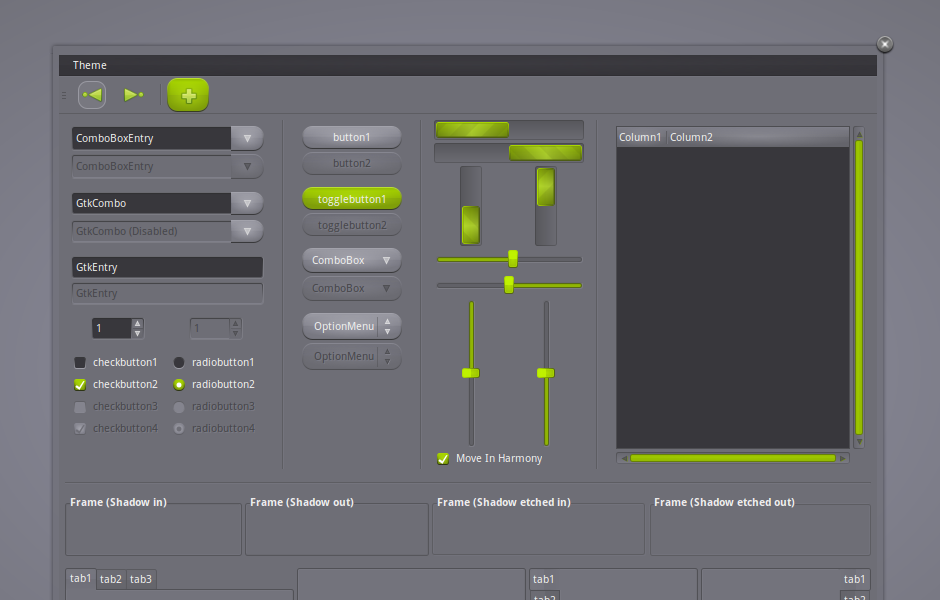 Theme
ComboBoxEntry
ComboBoxEntry
GtkCombo
GtkCombo (Disabled)
GtkEntry
GtkEntry
1 1
checkbutton1 radiobutton1
checkbutton2 radiobutton2
checkbutton3 radiobutton3
checkbutton4 radiobutton4
button1
button2
togglebutton1
togglebutton2
ComboBox
ComboBox
OptionMenu
OptionMenu
Move In Harmony
Column1 Column2
Frame (Shadow in) Frame (Shadow out) Frame (Shadow etched in) Frame (Shadow etched out)
tab1 tab2 tab3 tab1 tab1
tab2 tab2